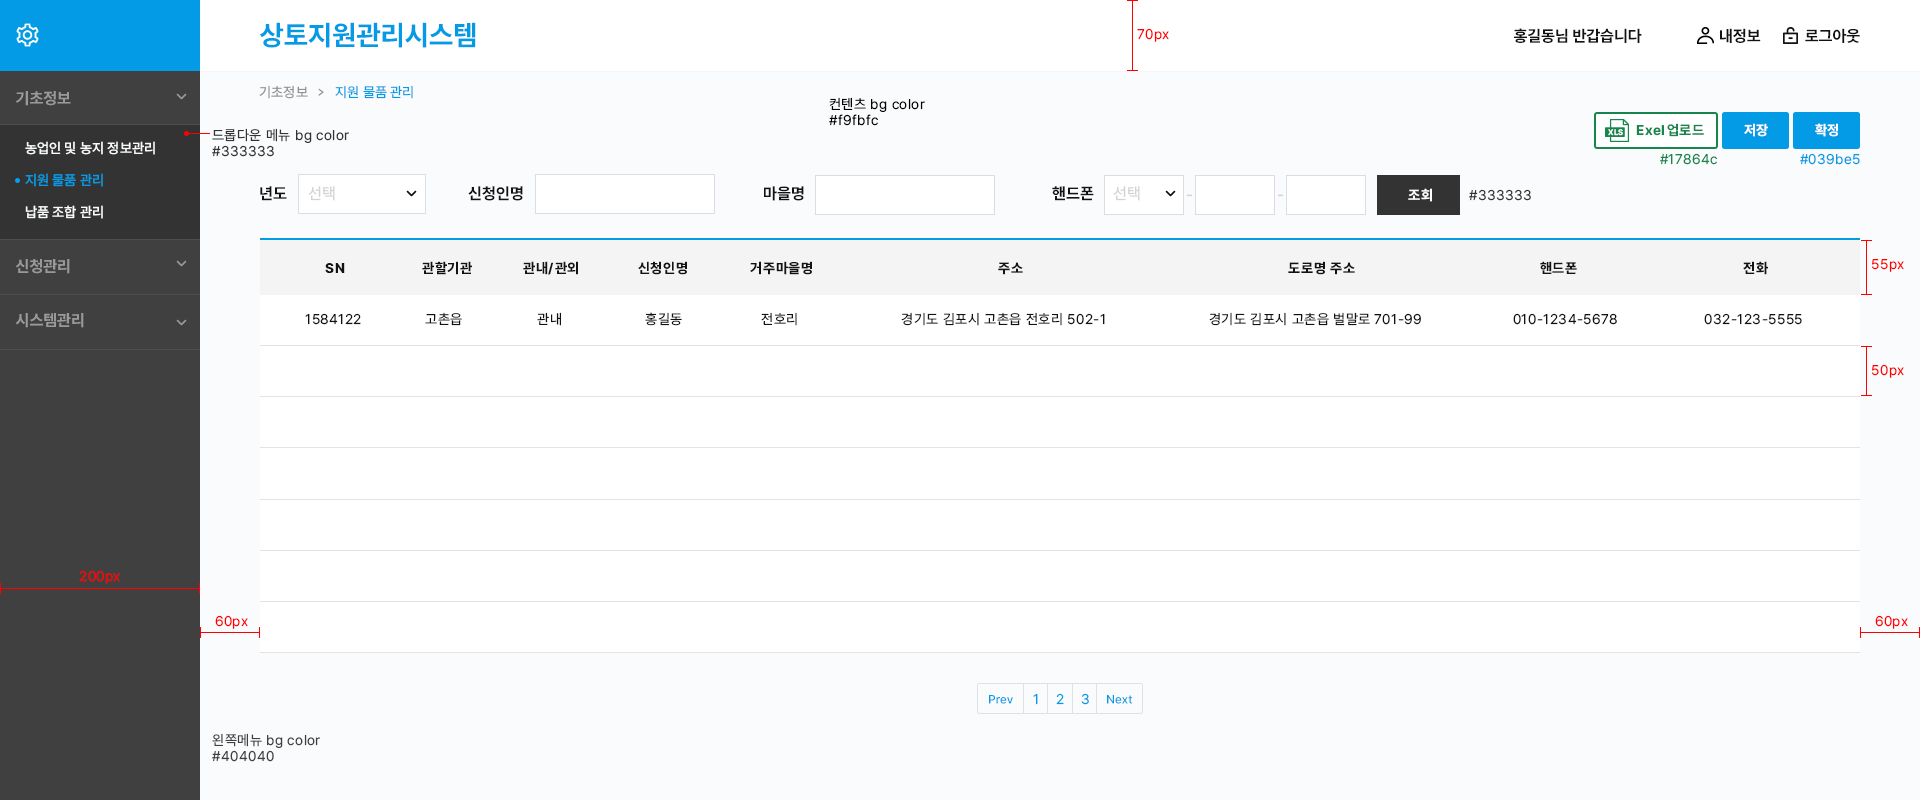 상토지원관리시스템
70px
홍길동님 반갑습니다
내정보
로그아웃
기초정보
기초정보 > 지원 물품 관리
컨텐츠 bg color
#f9fbfc
드롭다운 메뉴 bg color
#333333
XLS Exel 업로드
저장
확정
#17864c
#039be5
농업인 및 농지 정보관리
지원 물품 관리
납품 조합 관리
년도 선택
신청인명
마을명
핸드폰 선택 - -
조회
#333333
신청관리
시스템관리
SN 관할기관 관내/관외 신청인명 거주마을명 주소 도로명 주소 핸드폰 전화
55px
1584122 고촌읍 관내 홍길동 전호리 경기도 김포시 고촌읍 전호리 502-1 경기도 김포시 고촌읍 벌말로 701-99 010-1234-5678 032-123-5555
50px
200px
60px
60px
Prev 1 2 3 Next
왼쪽메뉴 bg color
#404040